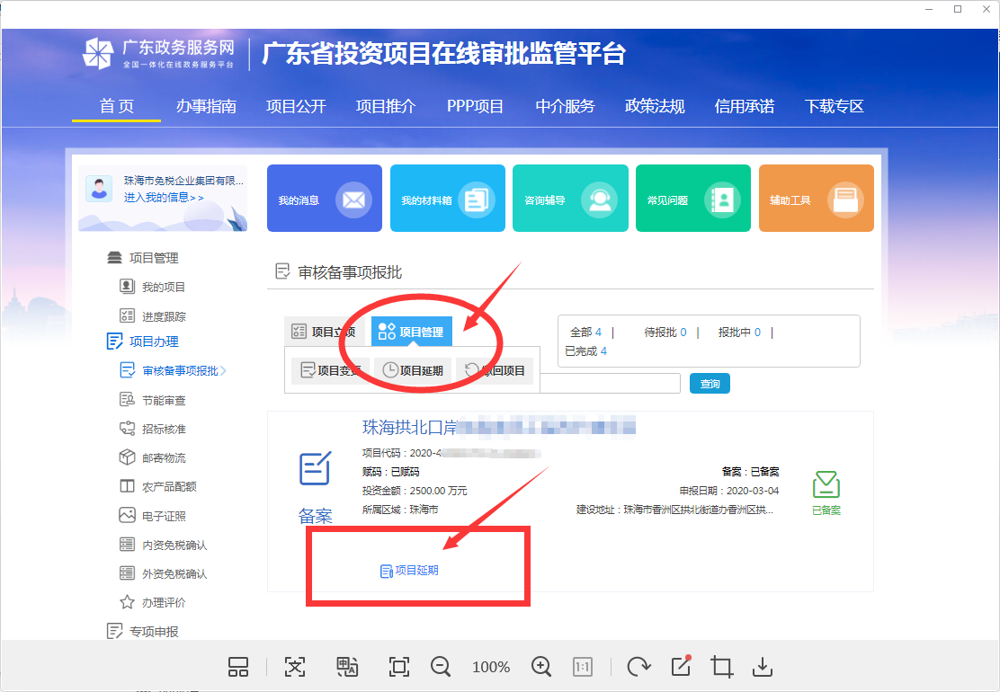 广东政务服务网
全国一体化在线政务服务平台
广东省投资项目在线审批监管平台
首页 办事指南 项目公开 项目推介 PPP项目 中介服务 政策法规 信用承诺 下载专区
珠海市免税企业集团有限...
进入我的信息>>
我的消息
我的材料箱
咨询辅导
常见问题
辅助工具
项目管理
我的项目
进度跟踪
项目办理
审核备事项报批
节能审查
招标核准
邮寄物流
农产品配额
电子证照
内资免税确认
外资免税确认
办理评价
专项申报
审核备事项报批
项目立项 项目管理
项目变更 项目延期 撤回项目
全部 4 | 待报批 0 | 报批中 0 |
已完成 4
查询
珠海拱北口岸
项目代码：2020-4
赋码：已赋码 备案：已备案
投资金额：2500.00 万元 申报日期：2020-03-04
所属区域：珠海市 建设地址：珠海市香洲区拱北街道办香洲区拱...
备案
已备案
项目延期
100%
1:1